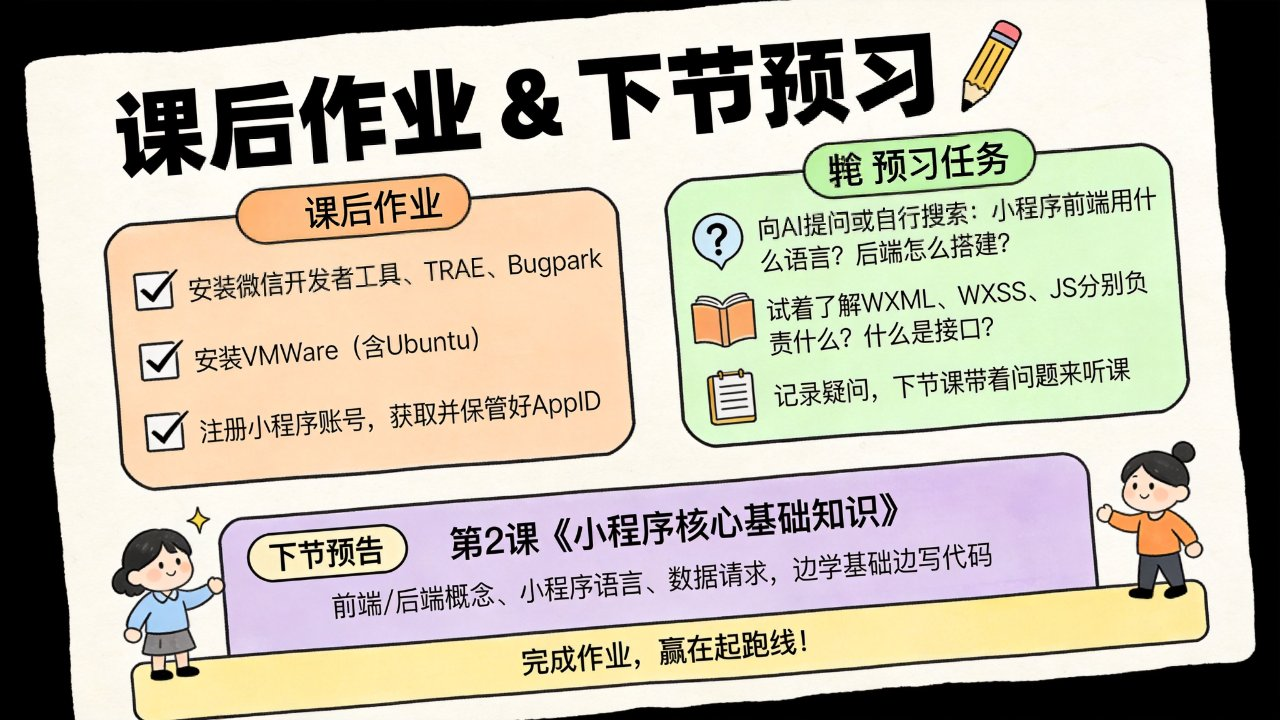 课后作业 & 下节预习
课后作业
安装微信开发者工具、TRAE、Bugpark
安装VMWare（含Ubuntu）
注册小程序账号，获取并保管好AppID
预习任务
向AI提问或自行搜索：小程序前端用什
么语言？后端怎么搭建？
试着了解WXML、WXSS、JS分别负
责什么？什么是接口？
记录疑问，下节课带着问题来听课
下节预告
第2课《小程序核心基础知识》
前端/后端概念、小程序语言、数据请求，边学基础边写代码
完成作业，赢在起跑线！